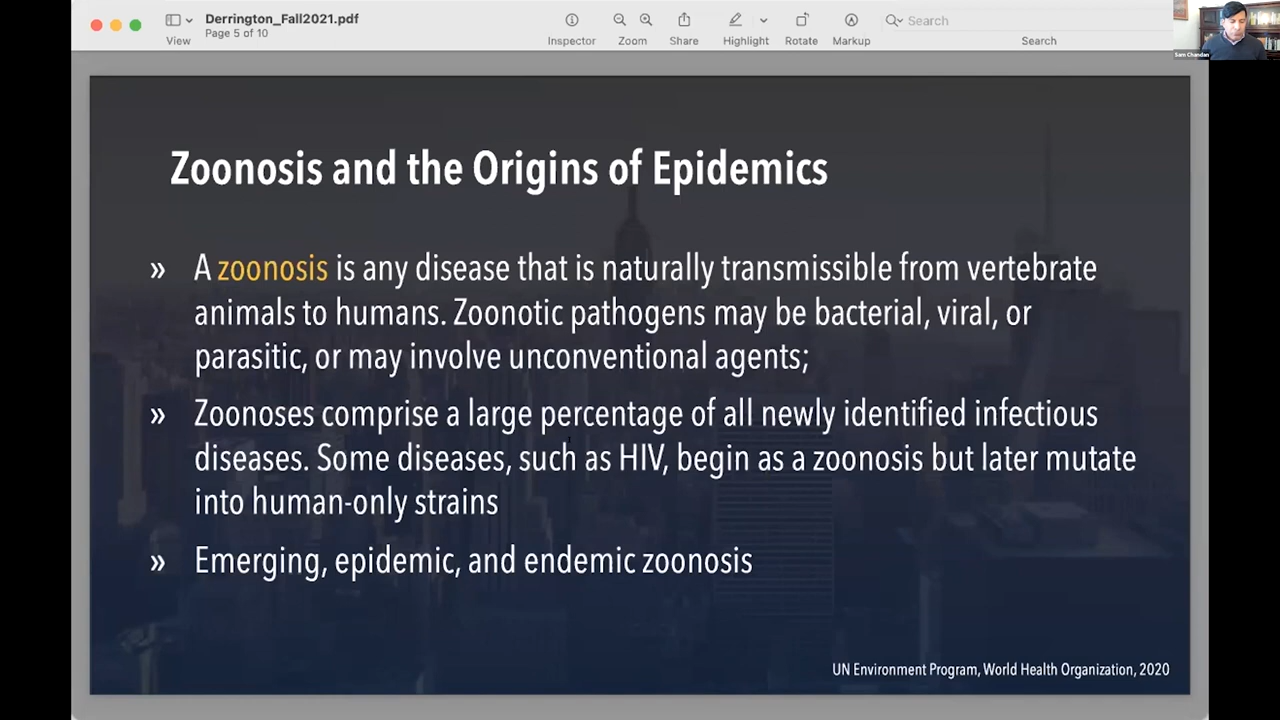 Derrington_Fall2021.pdf
Page 5 of 10
View
Inspector
Zoom
Share
Highlight
Rotate
Markup
Search
Search
Sam Chandan
Zoonosis and the Origins of Epidemics
» A zoonosis is any disease that is naturally transmissible from vertebrate
animals to humans. Zoonotic pathogens may be bacterial, viral, or
parasitic, or may involve unconventional agents;
» Zoonoses comprise a large percentage of all newly identified infectious
diseases. Some diseases, such as HIV, begin as a zoonosis but later mutate
into human-only strains
» Emerging, epidemic, and endemic zoonosis
UN Environment Program, World Health Organization, 2020